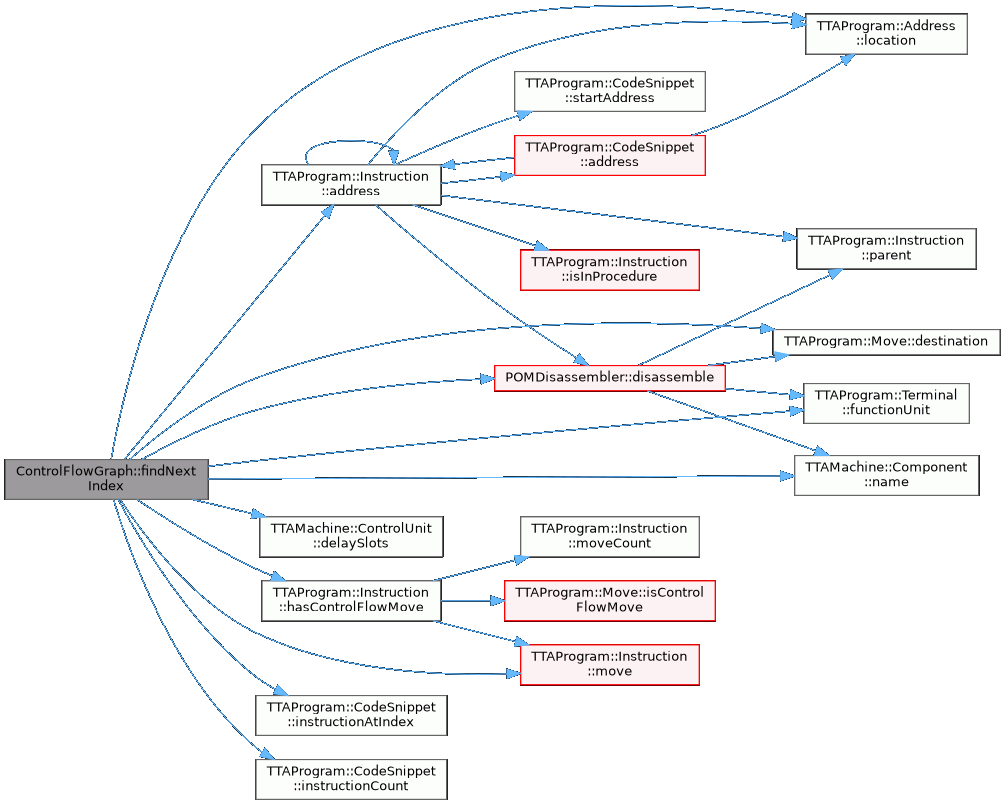 TTAProgram::Address
::location
TTAProgram::CodeSnippet
::startAddress
TTAProgram::CodeSnippet
::address
TTAProgram::Instruction
::address
TTAProgram::Instruction
::parent
TTAProgram::Instruction
::isInProcedure
TTAProgram::Move::destination
POMDisassembler::disassemble
TTAProgram::Terminal
::functionUnit
ControlFlowGraph::findNext
Index
TTAMachine::Component
::name
TTAMachine::ControlUnit
::delaySlots
TTAProgram::Instruction
::moveCount
TTAProgram::Instruction
::hasControlFlowMove
TTAProgram::Move::isControl
FlowMove
TTAProgram::Instruction
::move
TTAProgram::CodeSnippet
::instructionAtIndex
TTAProgram::CodeSnippet
::instructionCount